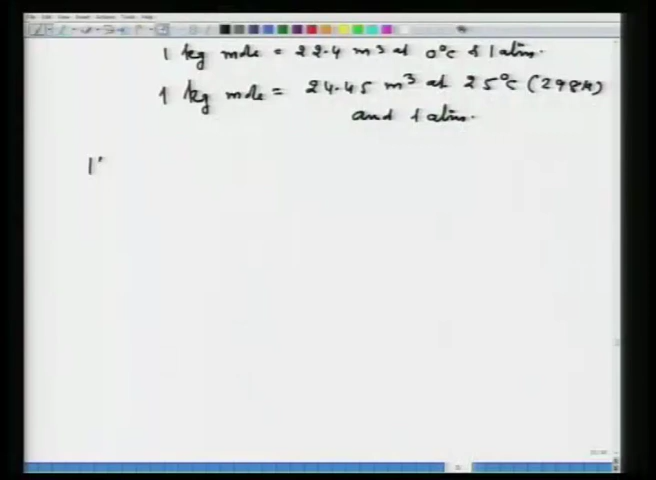 1 kg mole = 22.4 m³ at 0°C & 1 atm.
1 kg mole = 24.45 m³ at 25°C (298K)
and 1 atm.